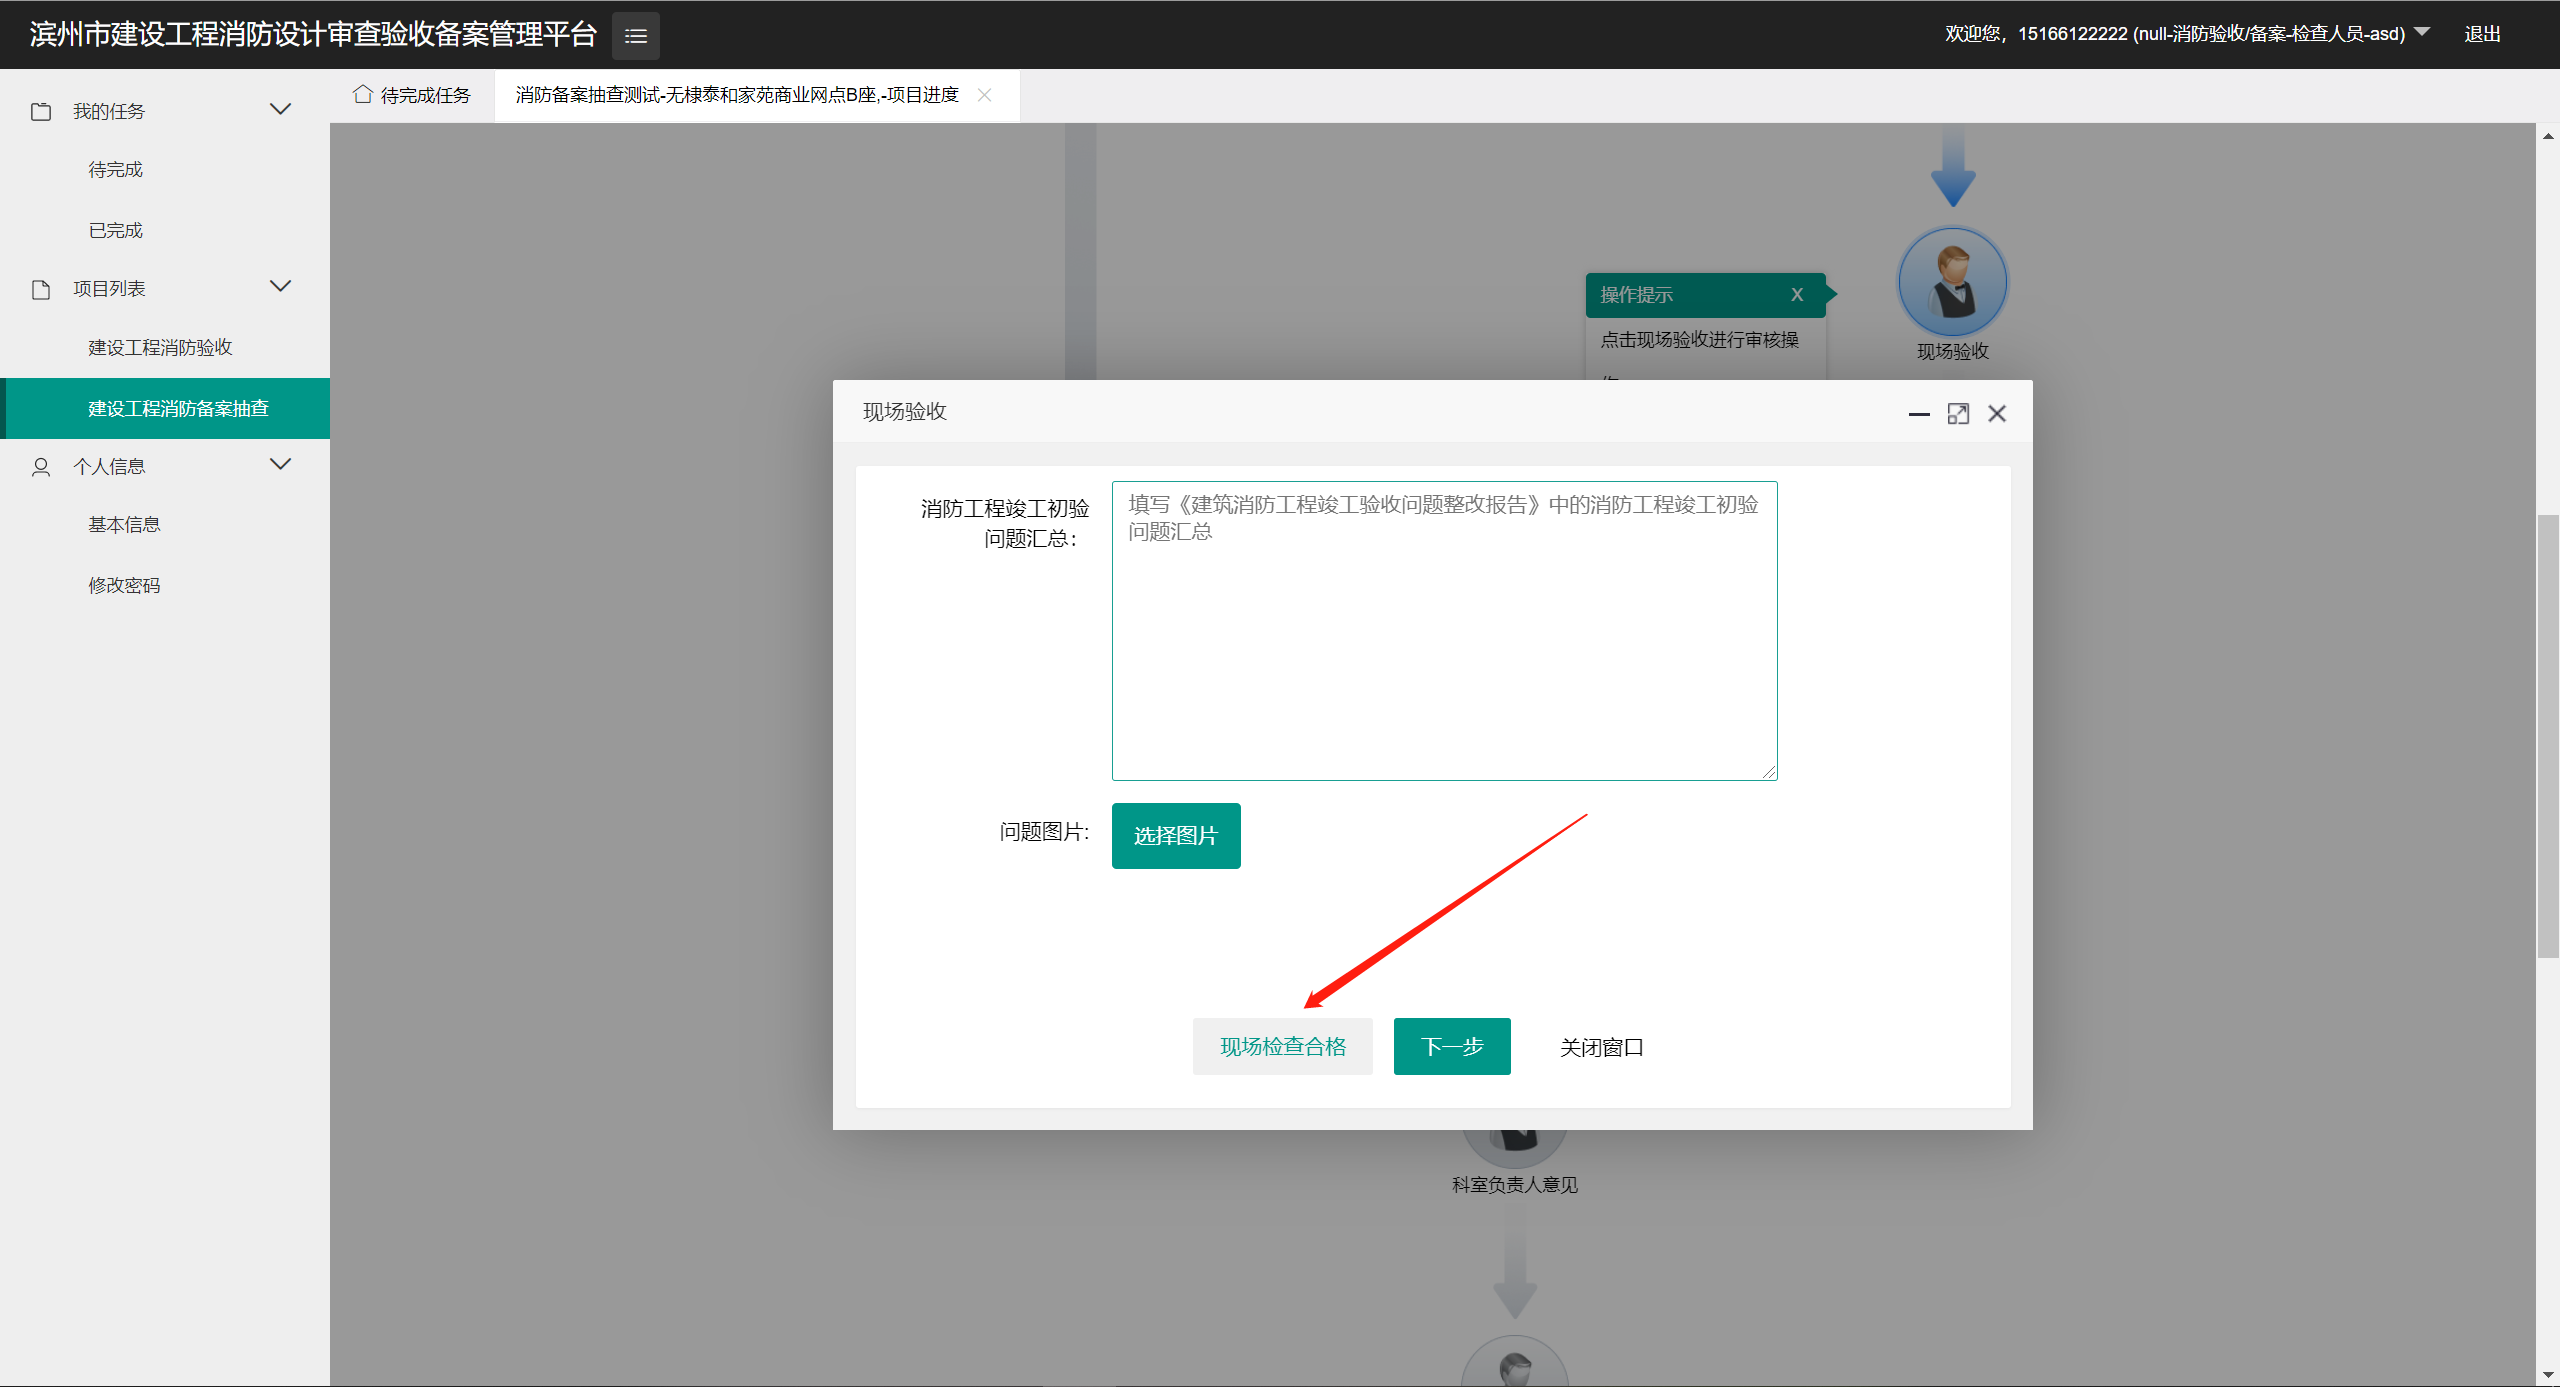 滨州市建设工程消防设计审查验收备案管理平台
欢迎您，15166122222 (null-消防验收/备案-检查人员-asd)
退出
我的任务
待完成
已完成
项目列表
建设工程消防验收
建设工程消防备案抽查
个人信息
基本信息
修改密码
待完成任务
消防备案抽查测试-无棣泰和家苑商业网点B座,-项目进度
操作提示
X
点击现场验收进行审核操
现场验收
现场验收
消防工程竣工初验
问题汇总：
填写《建筑消防工程竣工验收问题整改报告》中的消防工程竣工初验
问题汇总
问题图片:
选择图片
现场检查合格
下一步
关闭窗口
科室负责人意见